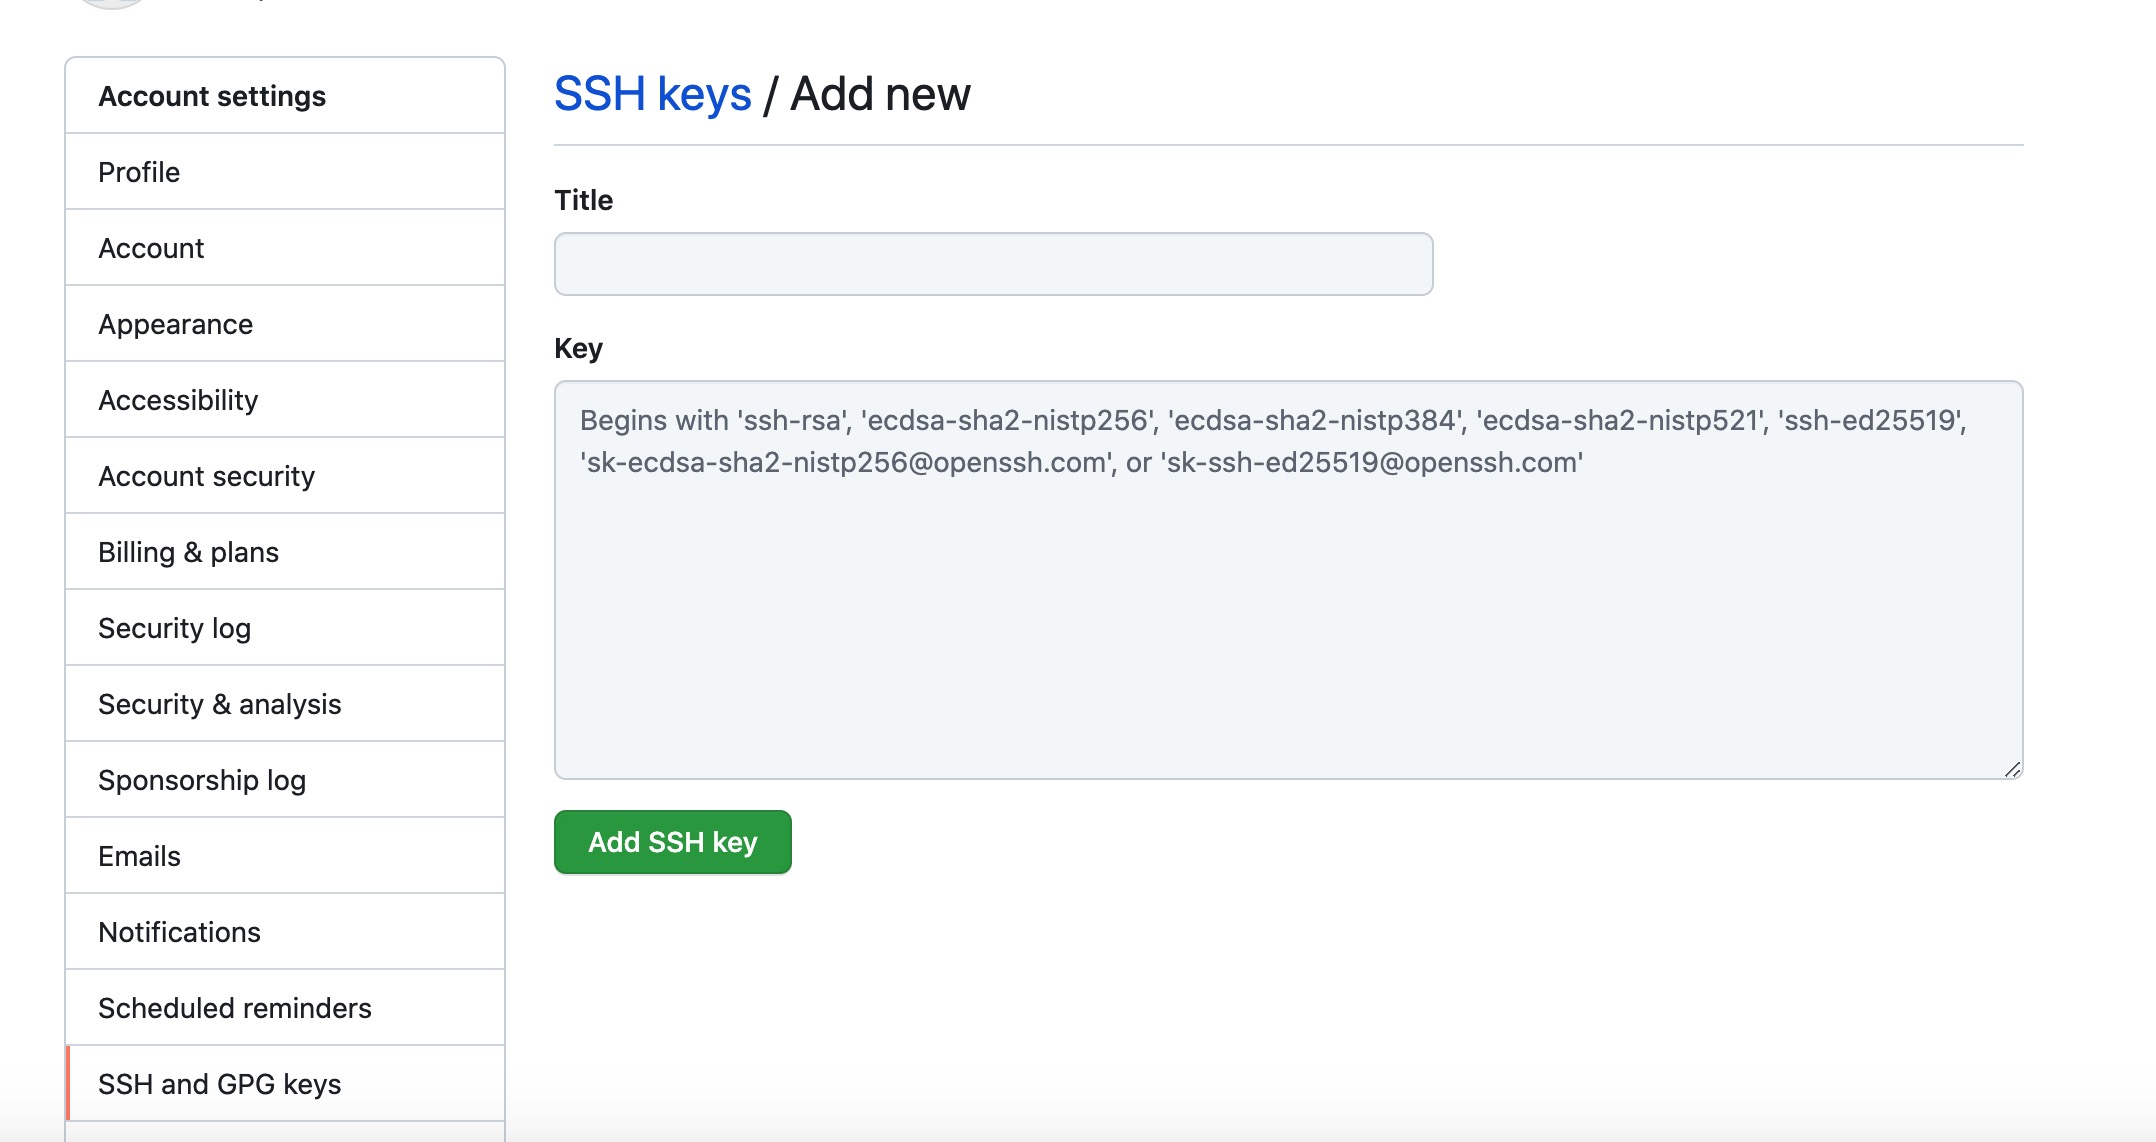 Account settings
Profile
Account
Appearance
Accessibility
Account security
Billing & plans
Security log
Security & analysis
Sponsorship log
Emails
Notifications
Scheduled reminders
SSH and GPG keys
SSH keys / Add new
Title
Key
Begins with 'ssh-rsa', 'ecdsa-sha2-nistp256', 'ecdsa-sha2-nistp384', 'ecdsa-sha2-nistp521', 'ssh-ed25519',
'sk-ecdsa-sha2-nistp256@openssh.com', or 'sk-ssh-ed25519@openssh.com'
Add SSH key